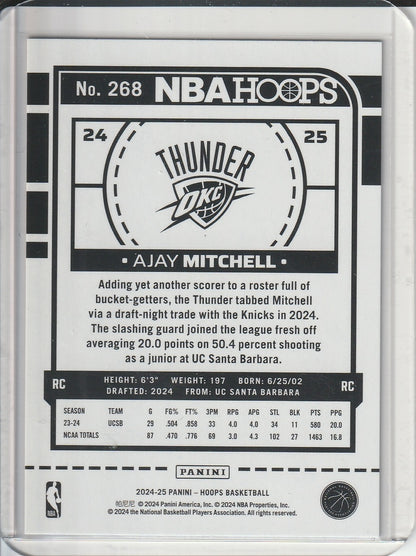 No. 268 NBA HOOPS
24 25
THUNDER
OKC
• AJAY MITCHELL •
Adding yet another scorer to a roster full of
bucket-getters, the Thunder tabbed Mitchell
via a draft-night trade with the Knicks in 2024.
The slashing guard joined the league fresh off
averaging 20.0 points on 50.4 percent shooting
as a junior at UC Santa Barbara.
RC HEIGHT: 6'3" WEIGHT: 197 BORN: 6/25/02 RC
DRAFTED: 2024 FROM: UC SANTA BARBARA
SEASON TEAM G FG% FT% 3PM RPG APG STL BLK PTS PPG
23-24 UCSB 29 .504 .858 33 4.0 4.0 34 11 580 20.0
NCAA TOTALS 87 .470 .776 69 3.0 4.3 102 27 1463 16.8
PANINI
2024-25 PANINI – HOOPS BASKETBALL
帕尼尼 © 2024 Panini America, Inc. © 2024 NBA Properties, Inc.
© 2024 the National Basketball Players Association. All rights reserved.
NBA